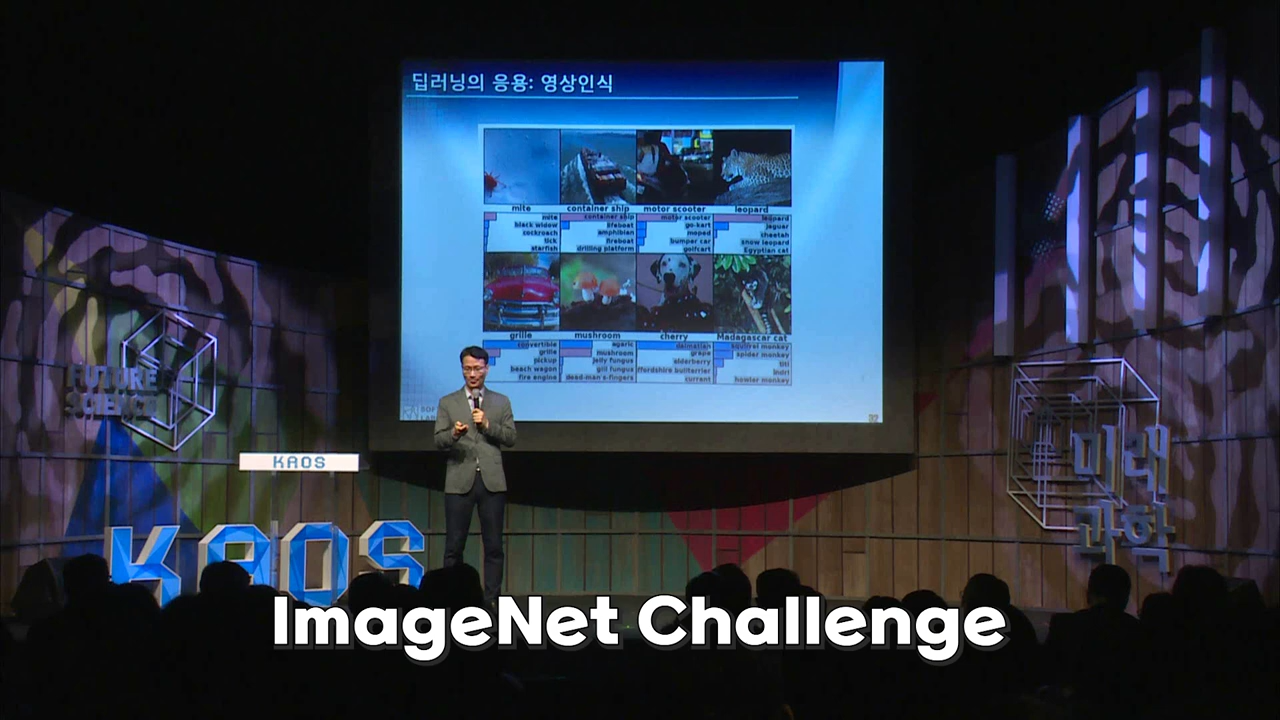 딥러닝의 응용: 영상인식
mite
container ship
motor scooter
leopard
mite
black widow
cockroach
tick
starfish
container ship
lifeboat
amphibian
fireboat
drilling platform
motor scooter
go-kart
moped
bumper car
golfcart
leopard
jaguar
cheetah
snow leopard
Egyptian cat
grille
mushroom
cherry
Madagascar cat
convertible
grille
pickup
beach wagon
fire engine
agaric
mushroom
jelly fungus
gill fungus
dead-man's-fingers
dalmatian
grape
elderberry
ffordshire bullterrier
currant
squirrel monkey
spider monkey
titi
indri
howler monkey
SOFT
LAB
FUTURE
SCIENCE
KAOS
미래
과학
KAOS
ImageNet Challenge